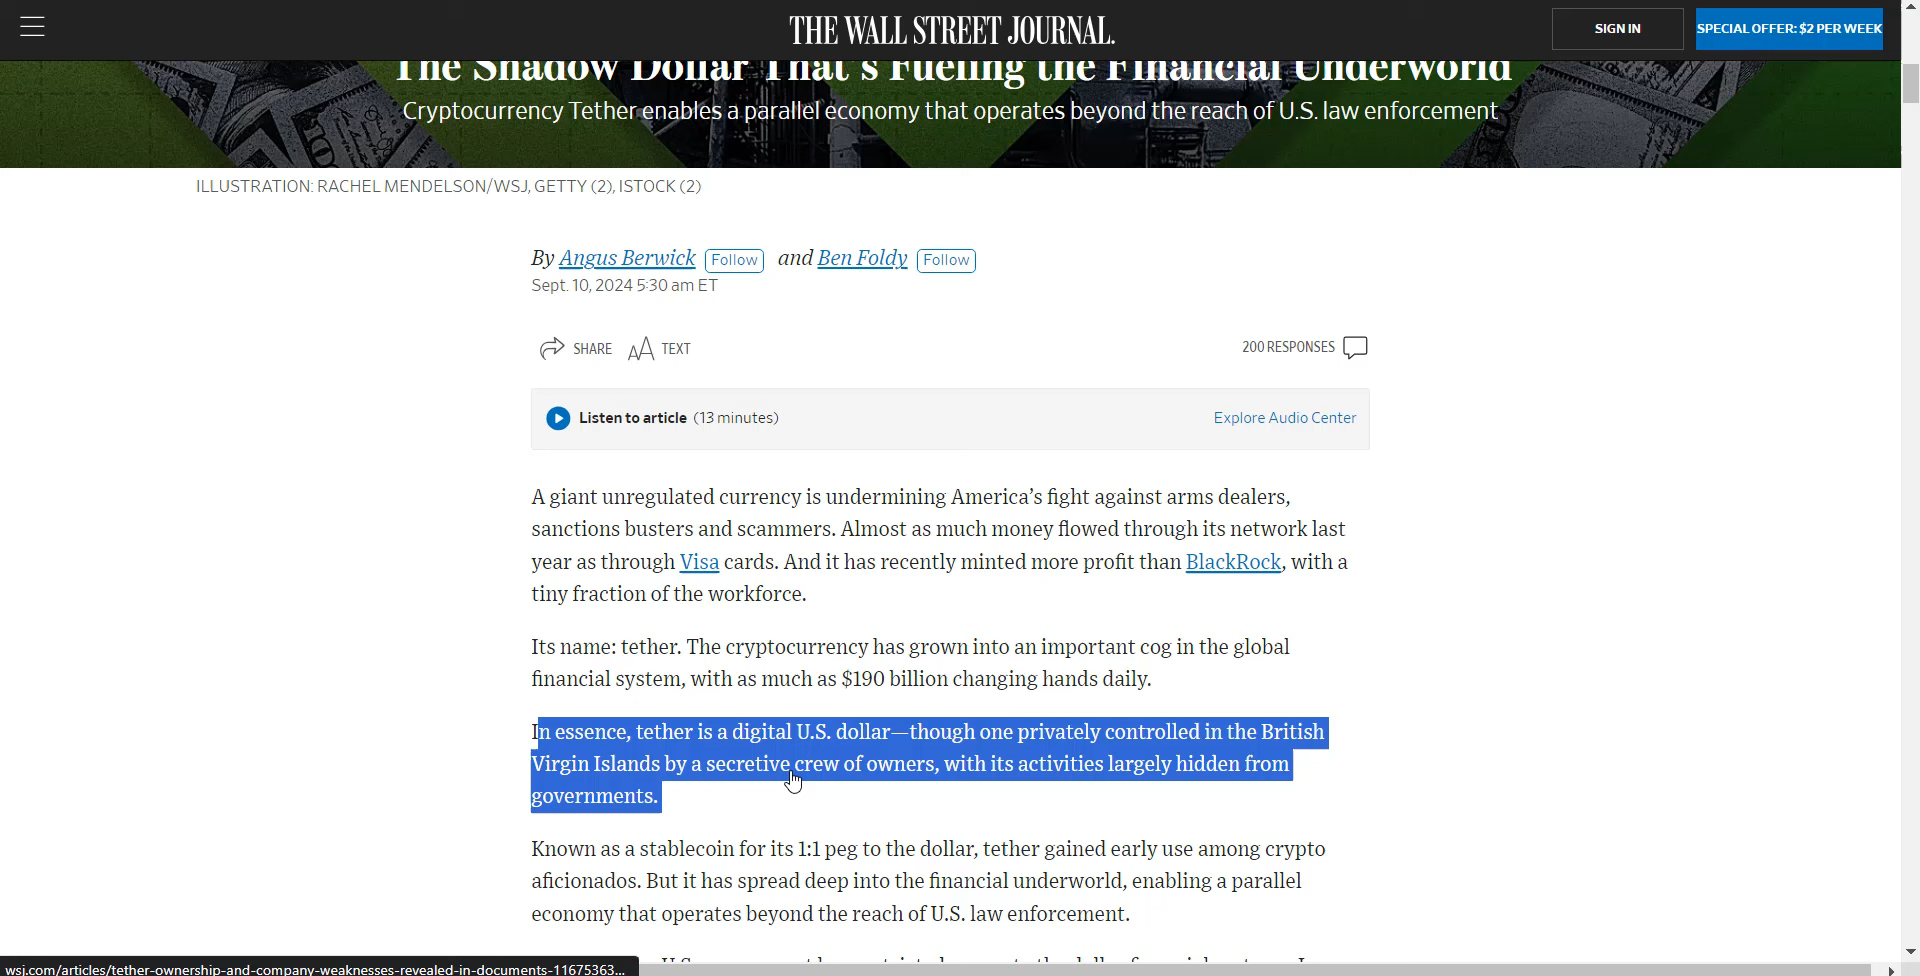 THE WALL STREET JOURNAL.
SIGN IN
SPECIAL OFFER: $2 PER WEEK
The Shadow Dollar That's Fueling the Financial Underworld
Cryptocurrency Tether enables a parallel economy that operates beyond the reach of U.S. law enforcement
ILLUSTRATION: RACHEL MENDELSON/WSJ, GETTY (2), ISTOCK (2)
By Angus Berwick Follow and Ben Foldy Follow
Sept. 10, 2024 5:30 am ET
SHARE TEXT
200 RESPONSES
Listen to article (13 minutes)
Explore Audio Center
A giant unregulated currency is undermining America's fight against arms dealers,
sanctions busters and scammers. Almost as much money flowed through its network last
year as through Visa cards. And it has recently minted more profit than BlackRock, with a
tiny fraction of the workforce.
Its name: tether. The cryptocurrency has grown into an important cog in the global
financial system, with as much as $190 billion changing hands daily.
In essence, tether is a digital U.S. dollar—though one privately controlled in the British
Virgin Islands by a secretive crew of owners, with its activities largely hidden from
governments.
Known as a stablecoin for its 1:1 peg to the dollar, tether gained early use among crypto
aficionados. But it has spread deep into the financial underworld, enabling a parallel
economy that operates beyond the reach of U.S. law enforcement.
wsj.com/articles/tether-ownership-and-company-weaknesses-revealed-in-documents-11675363...